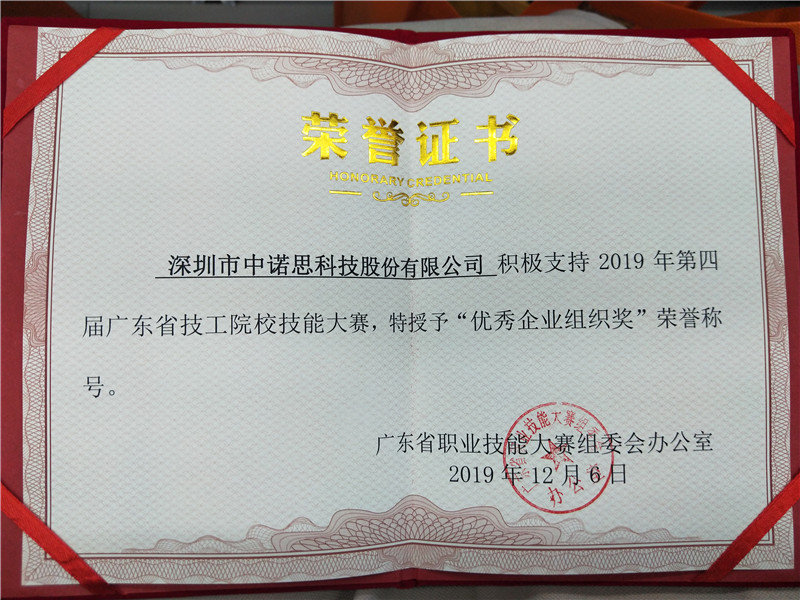 荣誉证书
HONORARY CREDENTIAL
深圳市中诺思科技股份有限公司 积极支持 2019 年第四
届广东省技工院校技能大赛，特授予“优秀企业组织奖”荣誉称
号。
广东省职业技能大赛组委会办公室
2019 年 12 月 6 日
办公室